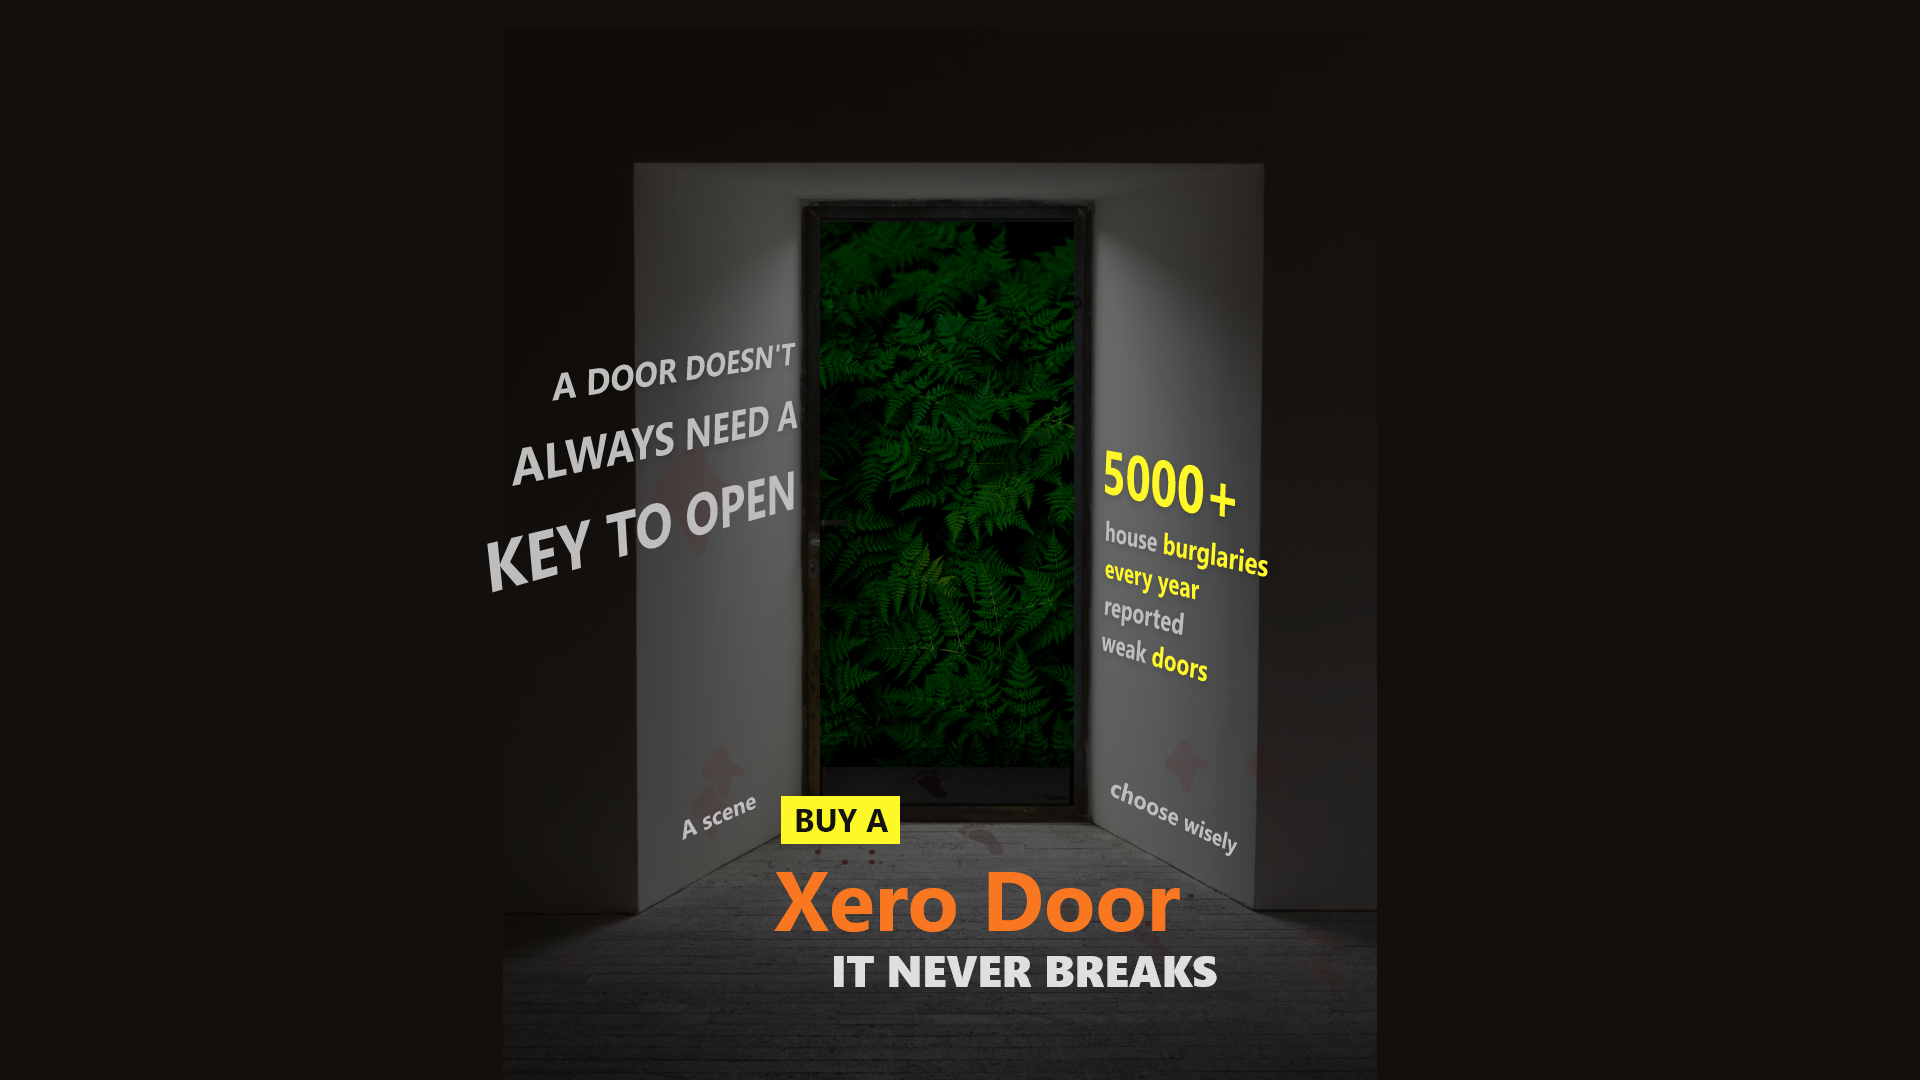 A DOOR DOESN'T
ALWAYS NEED A
KEY TO OPEN
5000+
house burglaries
every year
reported
weak doors
A scene
choose wisely
BUY A
Xero Door
IT NEVER BREAKS